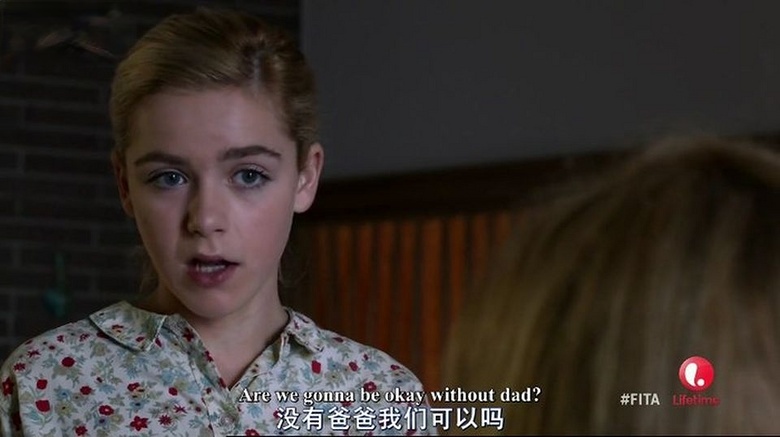 Are we gonna be okay without dad?
没有爸爸我们可以吗
#FITA
Lifetime